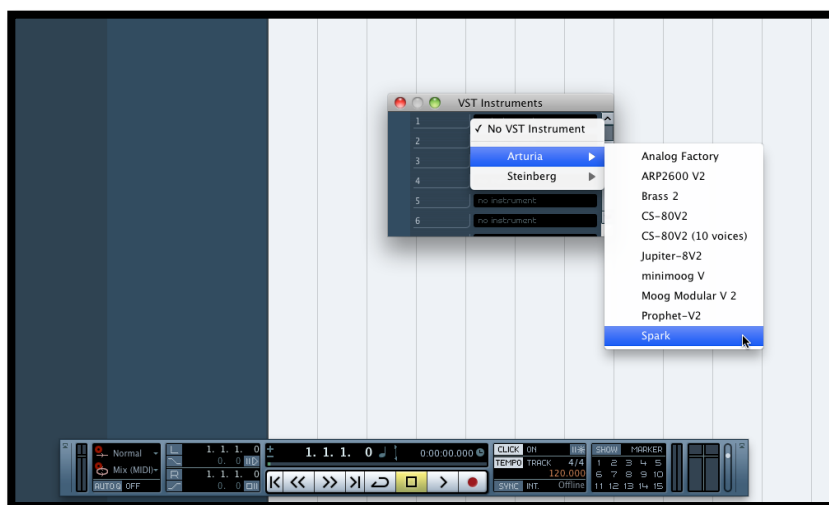 VST Instruments
1
✓ No VST Instrument
2
3
Arturia
4
Steinberg
5 no instrument
6 no instrument
Analog Factory
ARP2600 V2
Brass 2
CS-80V2
CS-80V2 (10 voices)
Jupiter-8V2
minimoog V
Moog Modular V 2
Prophet-V2
Spark
Normal
Mix (MIDI)
AUTO Q OFF
L 1. 1. 1. 0
0. 0
R 1. 1. 1. 0
0. 0
1. 1. 1. 0
0:00:00.000
CLICK ON
TEMPO TRACK 4/4
120.000
SYNC INT. Offline
SHOW MARKER
1 2 3 4 5
6 7 8 9 10
11 12 13 14 15